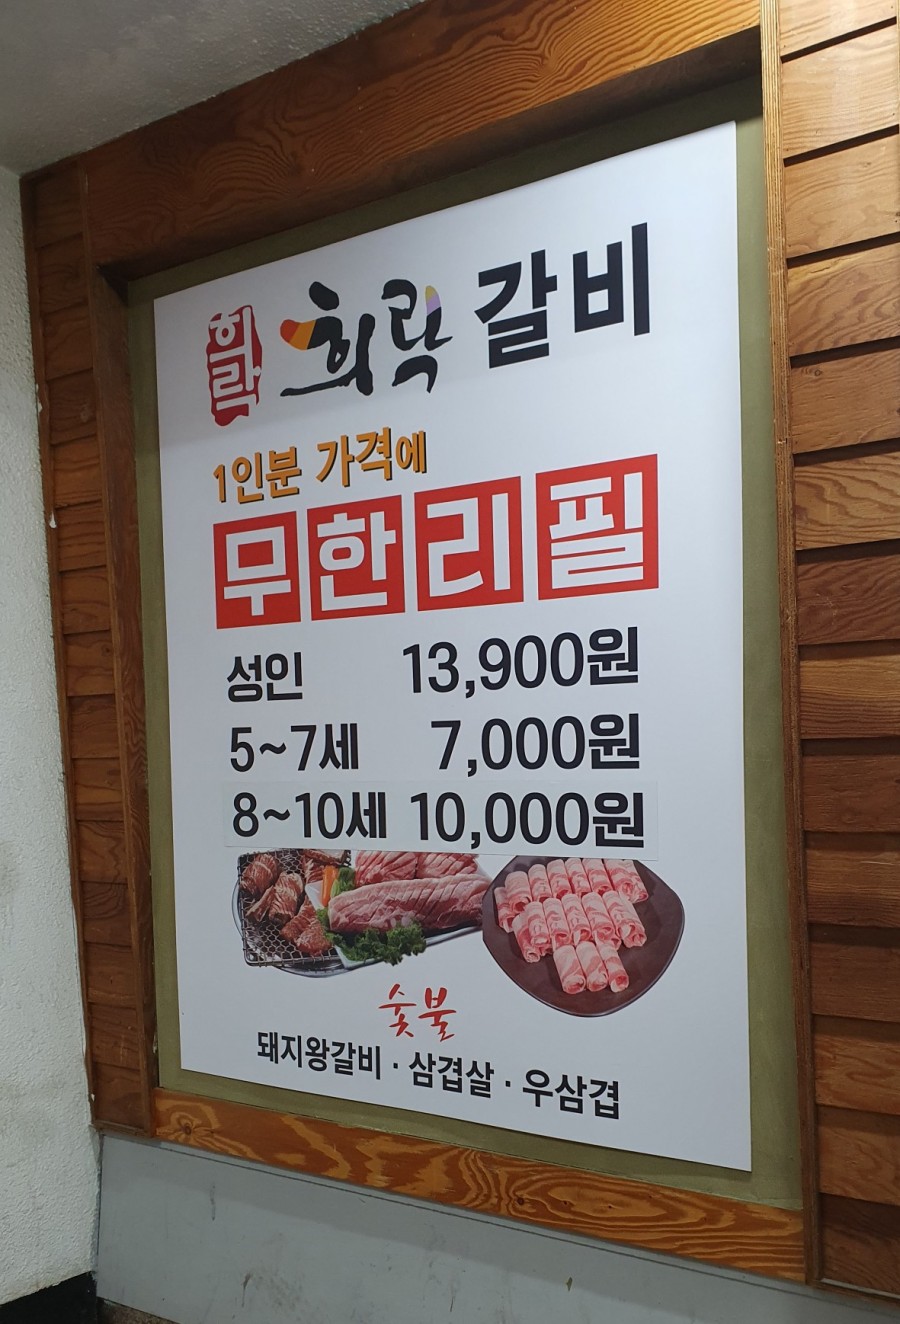 희락 희락 갈비
1인분 가격에
무한리필
성인 13,900원
5~7세 7,000원
8~10세 10,000원
숯불
돼지왕갈비 · 삼겹살 · 우삼겹